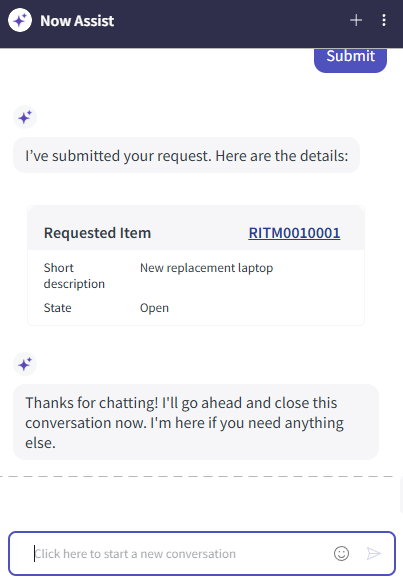 Now Assist
Submit
I've submitted your request. Here are the details:
Requested Item RITM0010001
Short description New replacement laptop
State Open
Thanks for chatting! I'll go ahead and close this
conversation now. I'm here if you need anything
else.
Click here to start a new conversation